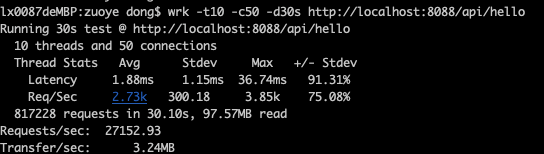 lx0087deMBP:zuoye dong$ wrk -t10 -c50 -d30s http://localhost:8088/api/hello
Running 30s test @ http://localhost:8088/api/hello
  10 threads and 50 connections
  Thread Stats   Avg      Stdev     Max   +/- Stdev
    Latency     1.88ms    1.15ms  36.74ms   91.31%
    Req/Sec     2.73k   300.18     3.85k    75.08%
  817228 requests in 30.10s, 97.57MB read
Requests/sec:  27152.93
Transfer/sec:      3.24MB